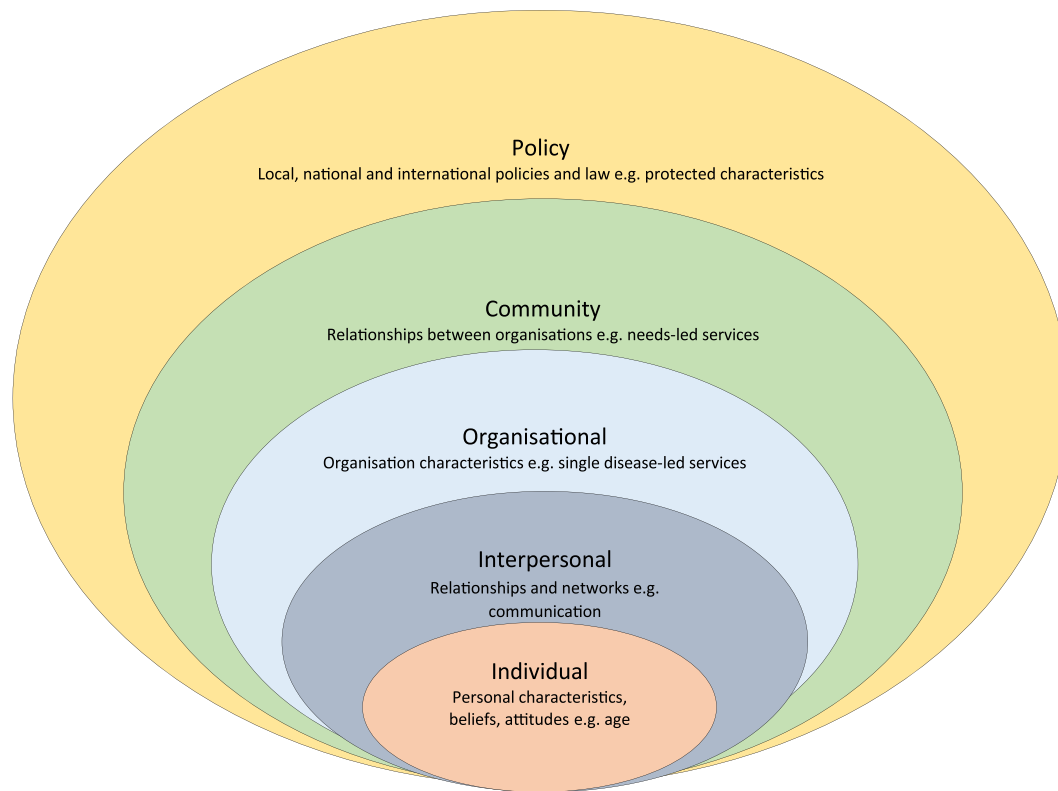 Policy
Local, national and international policies and law e.g. protected characteristics
Community
Relationships between organisations e.g. needs-led services
Organisational
Organisation characteristics e.g. single disease-led services
Interpersonal
Relationships and networks e.g.
communication
Individual
Personal characteristics,
beliefs, attitudes e.g. age